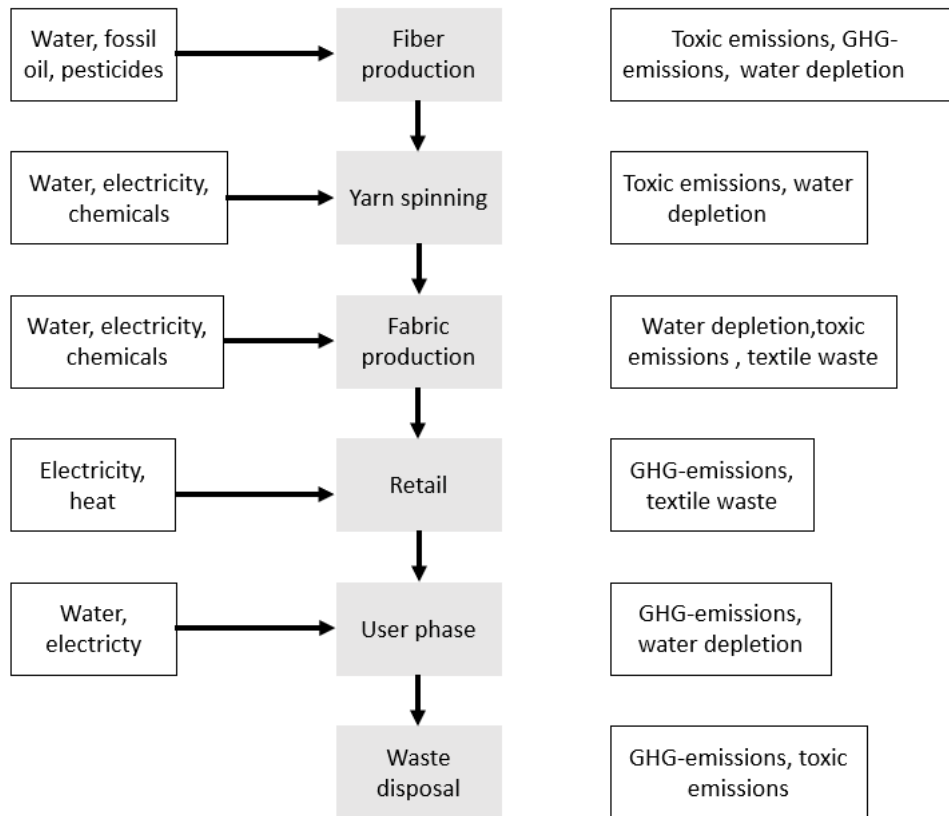 Water, fossil
oil, pesticides
Fiber
production
Toxic emissions, GHG-
emissions, water depletion
Water, electricity,
chemicals
Yarn spinning
Toxic emissions, water
depletion
Water, electricity,
chemicals
Fabric
production
Water depletion,toxic
emissions , textile waste
Electricity,
heat
Retail
GHG-emissions,
textile waste
Water,
electricty
User phase
GHG-emissions,
water depletion
Waste
disposal
GHG-emissions, toxic
emissions